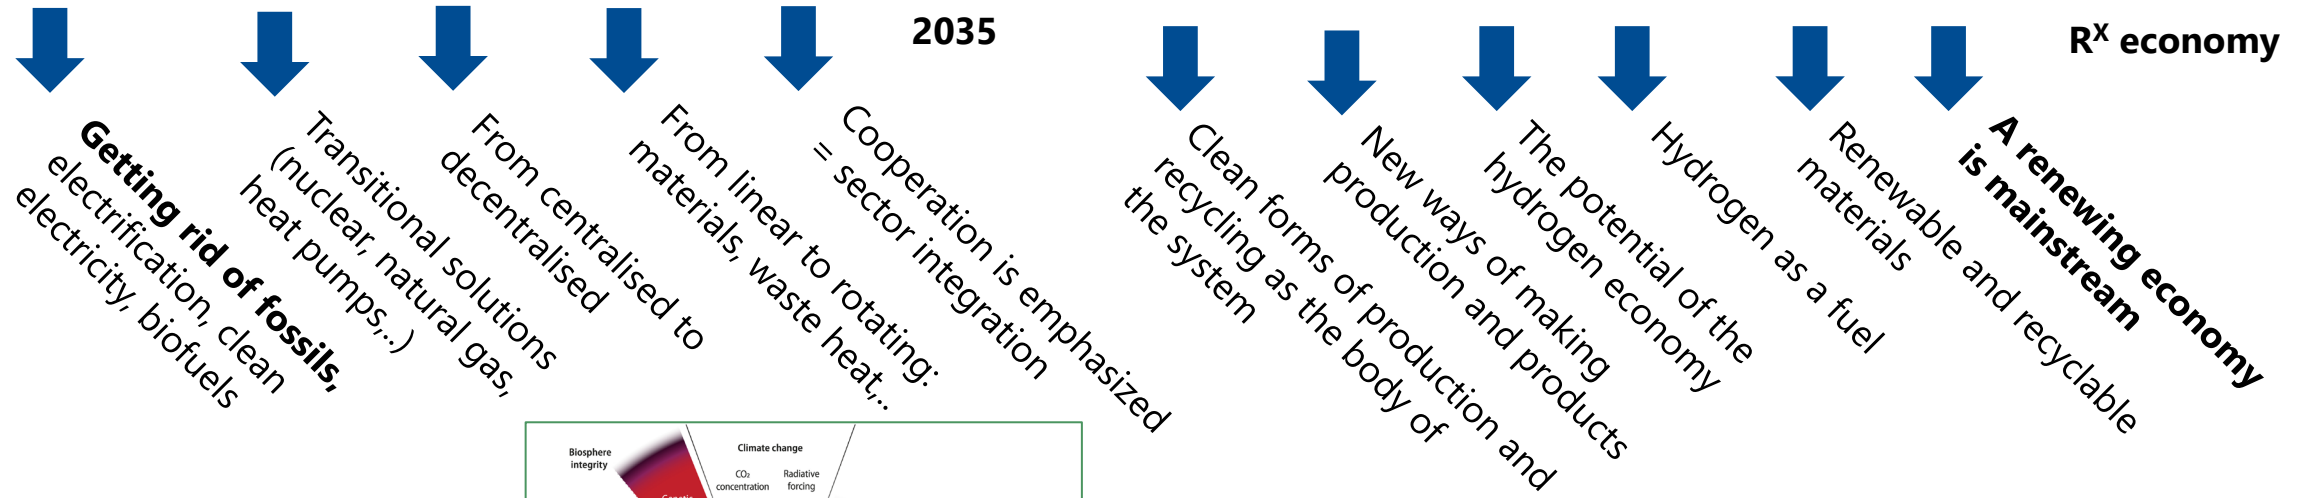 2035
Rˣ economy
Getting rid of fossils,
electrification, clean
electricity, biofuels
Transitional solutions
(nuclear, natural gas,
heat pumps,..)
From centralised to
decentralised
From linear to rotating:
materials, waste heat,..
Cooperation is emphasized
= sector integration
Clean forms of production and
recycling as the body of
the system
New ways of making
production and products
The potential of the
hydrogen economy
Hydrogen as a fuel
Renewable and recyclable
materials
A renewing economy
is mainstream
Biosphere
integrity
Climate change
CO₂
concentration
Radiative
forcing
Genetic